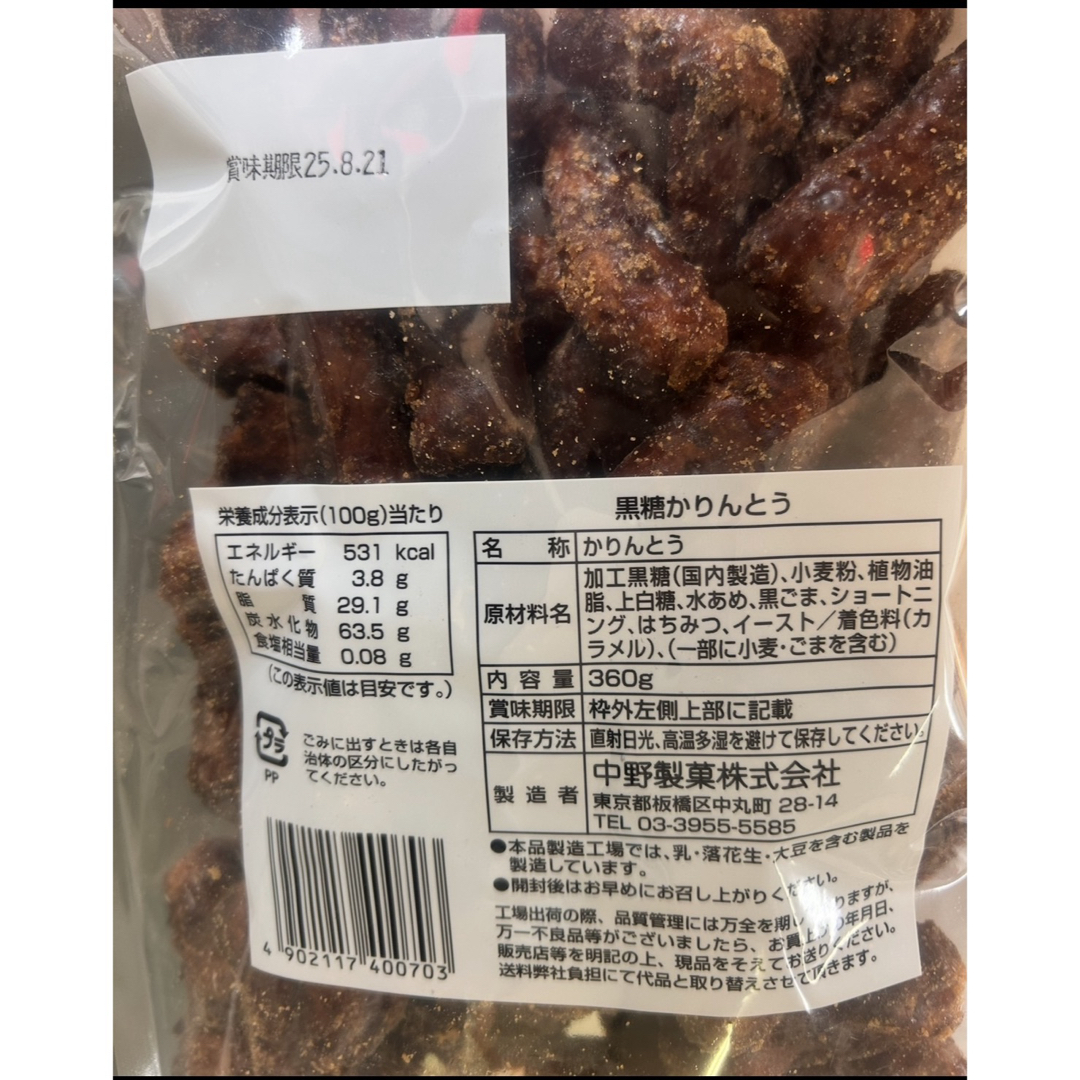 賞味期限25.8.21
栄養成分表示(100g)当たり
エネルギー 531 kcal
たんぱく質 3.8 g
脂質 29.1 g
炭水化物 63.5 g
食塩相当量 0.08 g
(この表示値は目安です。)
プラ
PP
ごみに出すときは各自
治体の区分にしたがっ
てください。
4 902117 400703
黒糖かりんとう
名称 かりんとう
原材料名 加工黒糖(国内製造)、小麦粉、植物油
脂、上白糖、水あめ、黒ごま、ショートニ
ング、はちみつ、イースト/着色料(カ
ラメル)、(一部に小麦・ごまを含む)
内容量 360g
賞味期限 枠外左側上部に記載
保存方法 直射日光、高温多湿を避けて保存してください。
製造者 中野製菓株式会社
東京都板橋区中丸町 28-14
TEL 03-3955-5585
●本品製造工場では、乳・落花生・大豆を含む製品を
製造しています。
●開封後はお早めにお召し上がりください。
工場出荷の際、品質管理には万全を期しますが、
万一不良品等がございましたら、お買上の年月日、
販売店等を明記の上、現品をそえてお送りください。
送料弊社負担にて代品と取り替えさせて頂きます。